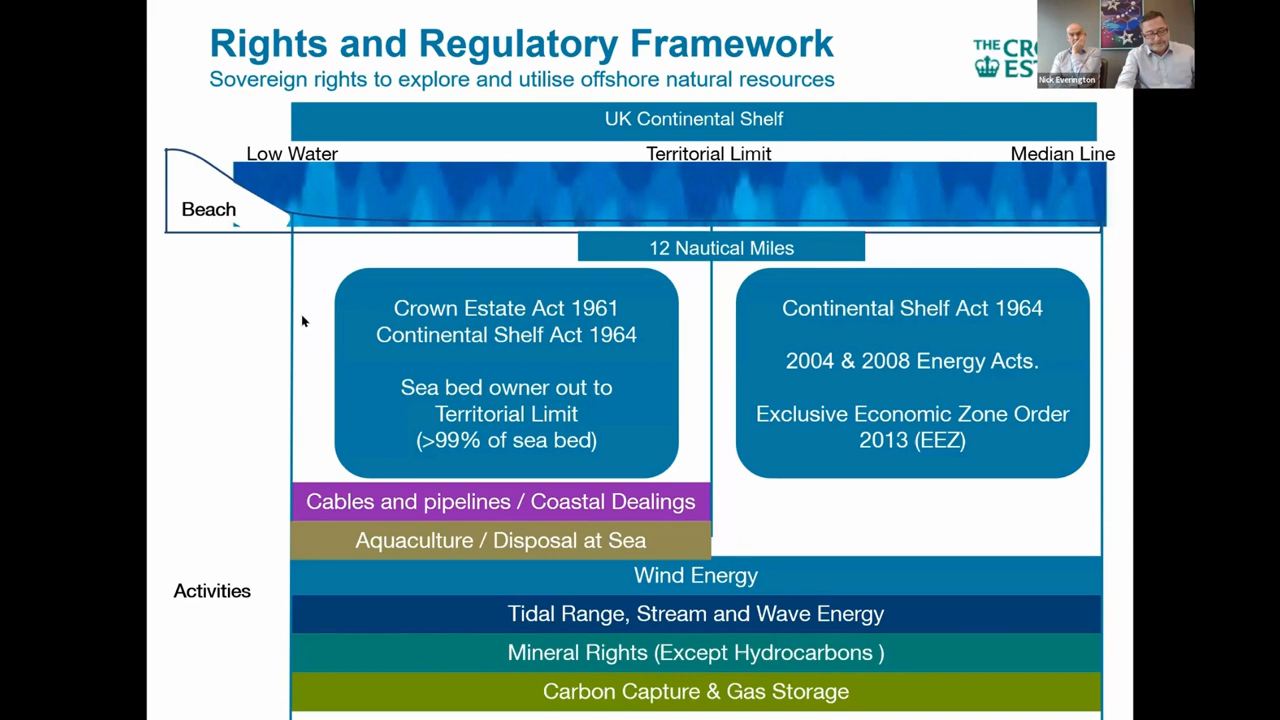 Rights and Regulatory Framework
Sovereign rights to explore and utilise offshore natural resources
THE CR
ES
Nick Everington
UK Continental Shelf
Low Water
Territorial Limit
Median Line
Beach
12 Nautical Miles
Crown Estate Act 1961
Continental Shelf Act 1964
Sea bed owner out to
Territorial Limit
(>99% of sea bed)
Continental Shelf Act 1964
2004 & 2008 Energy Acts.
Exclusive Economic Zone Order
2013 (EEZ)
Cables and pipelines / Coastal Dealings
Aquaculture / Disposal at Sea
Activities
Wind Energy
Tidal Range, Stream and Wave Energy
Mineral Rights (Except Hydrocarbons )
Carbon Capture & Gas Storage